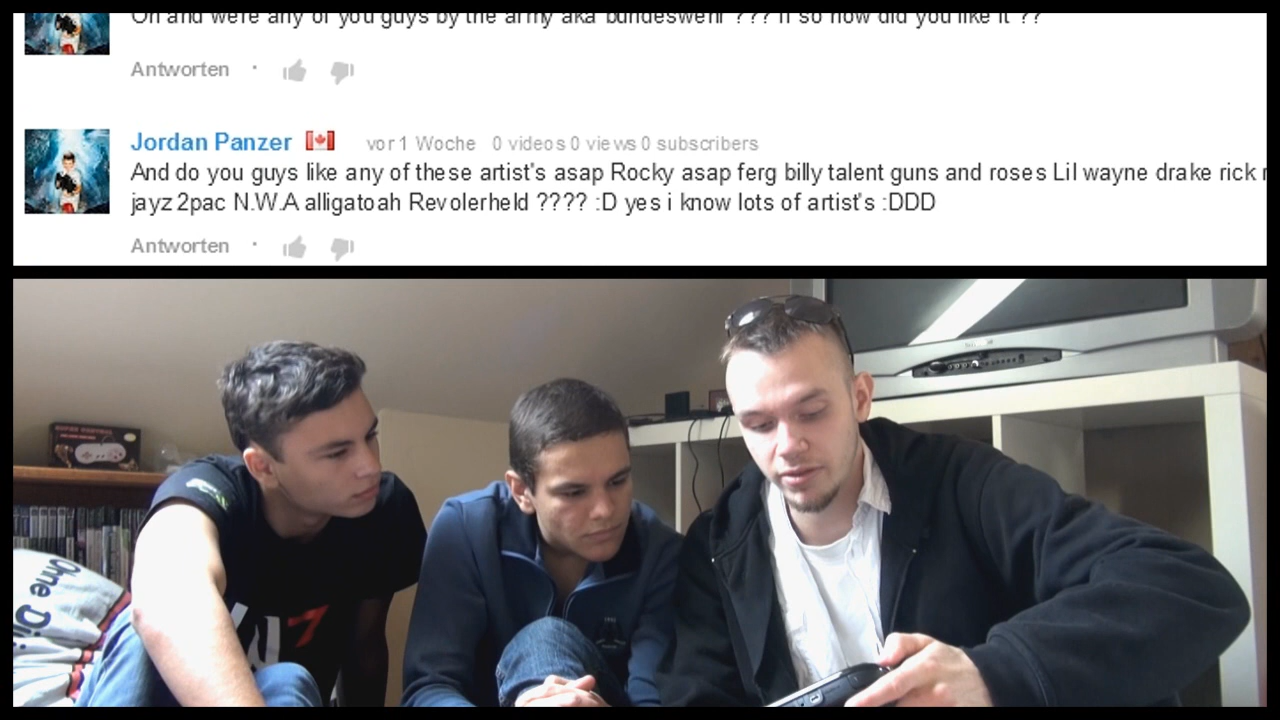 Oh and were any of you guys by the army aka bundeswehr ??? if so how did you like it ??
Antworten ·
Jordan Panzer vor 1 Woche 0 videos 0 views 0 subscribers
And do you guys like any of these artist's asap Rocky asap ferg billy talent guns and roses Lil wayne drake rick
jayz 2pac N.W.A alligatoah Revolerheld ???? :D yes i know lots of artist's :DDD
Antworten ·
Ohne Di